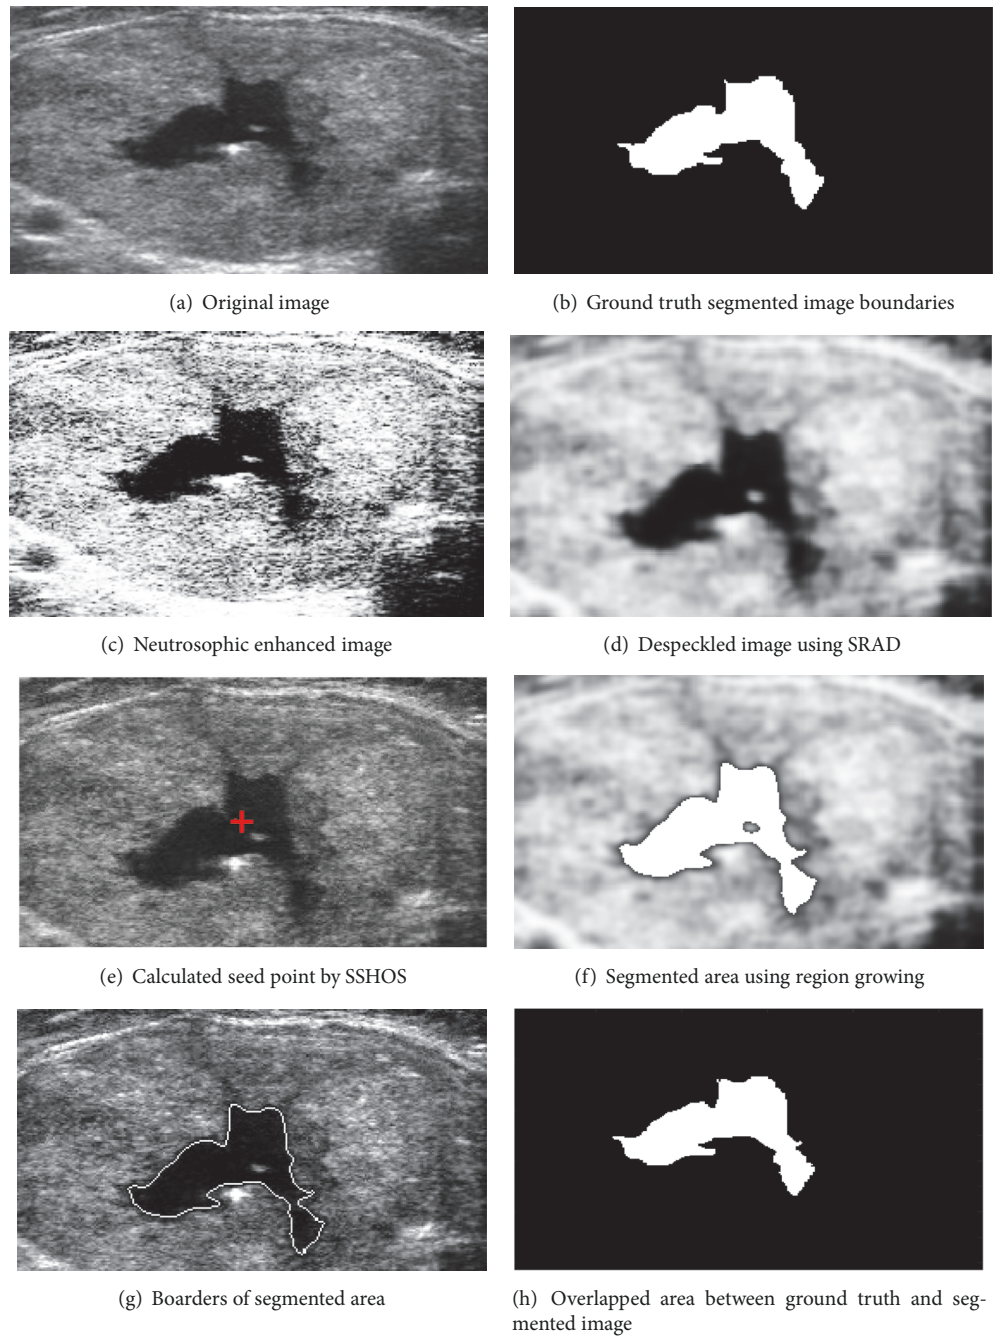 (a) Original image
(b) Ground truth segmented image boundaries
(c) Neutrosophic enhanced image
(d) Despeckled image using SRAD
(e) Calculated seed point by SSHOS
(f) Segmented area using region growing
(g) Boarders of segmented area
(h) Overlapped area between ground truth and seg-
mented image